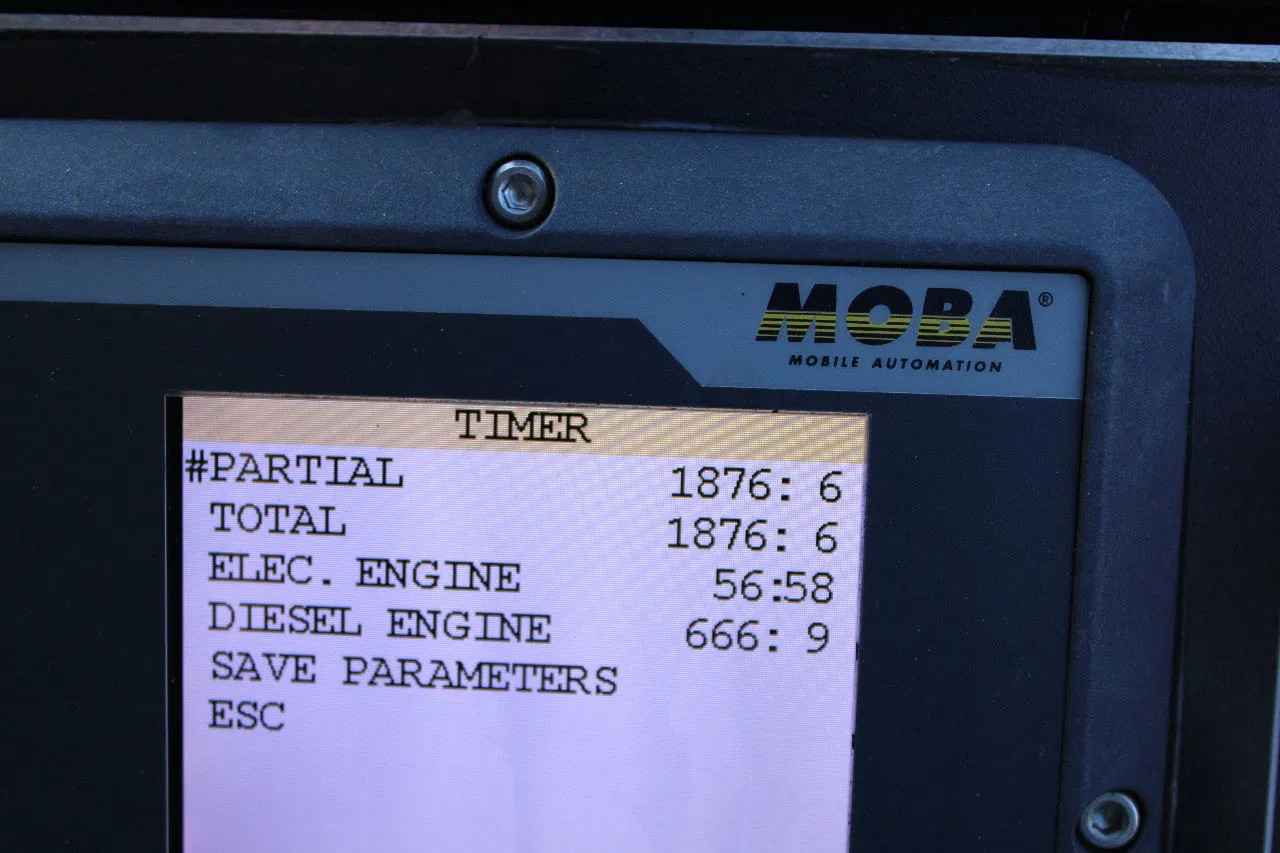 MOBA®
MOBILE AUTOMATION
TIMER
#PARTIAL 1876: 6
TOTAL 1876: 6
ELEC. ENGINE 56:58
DIESEL ENGINE 666: 9
SAVE PARAMETERS
ESC